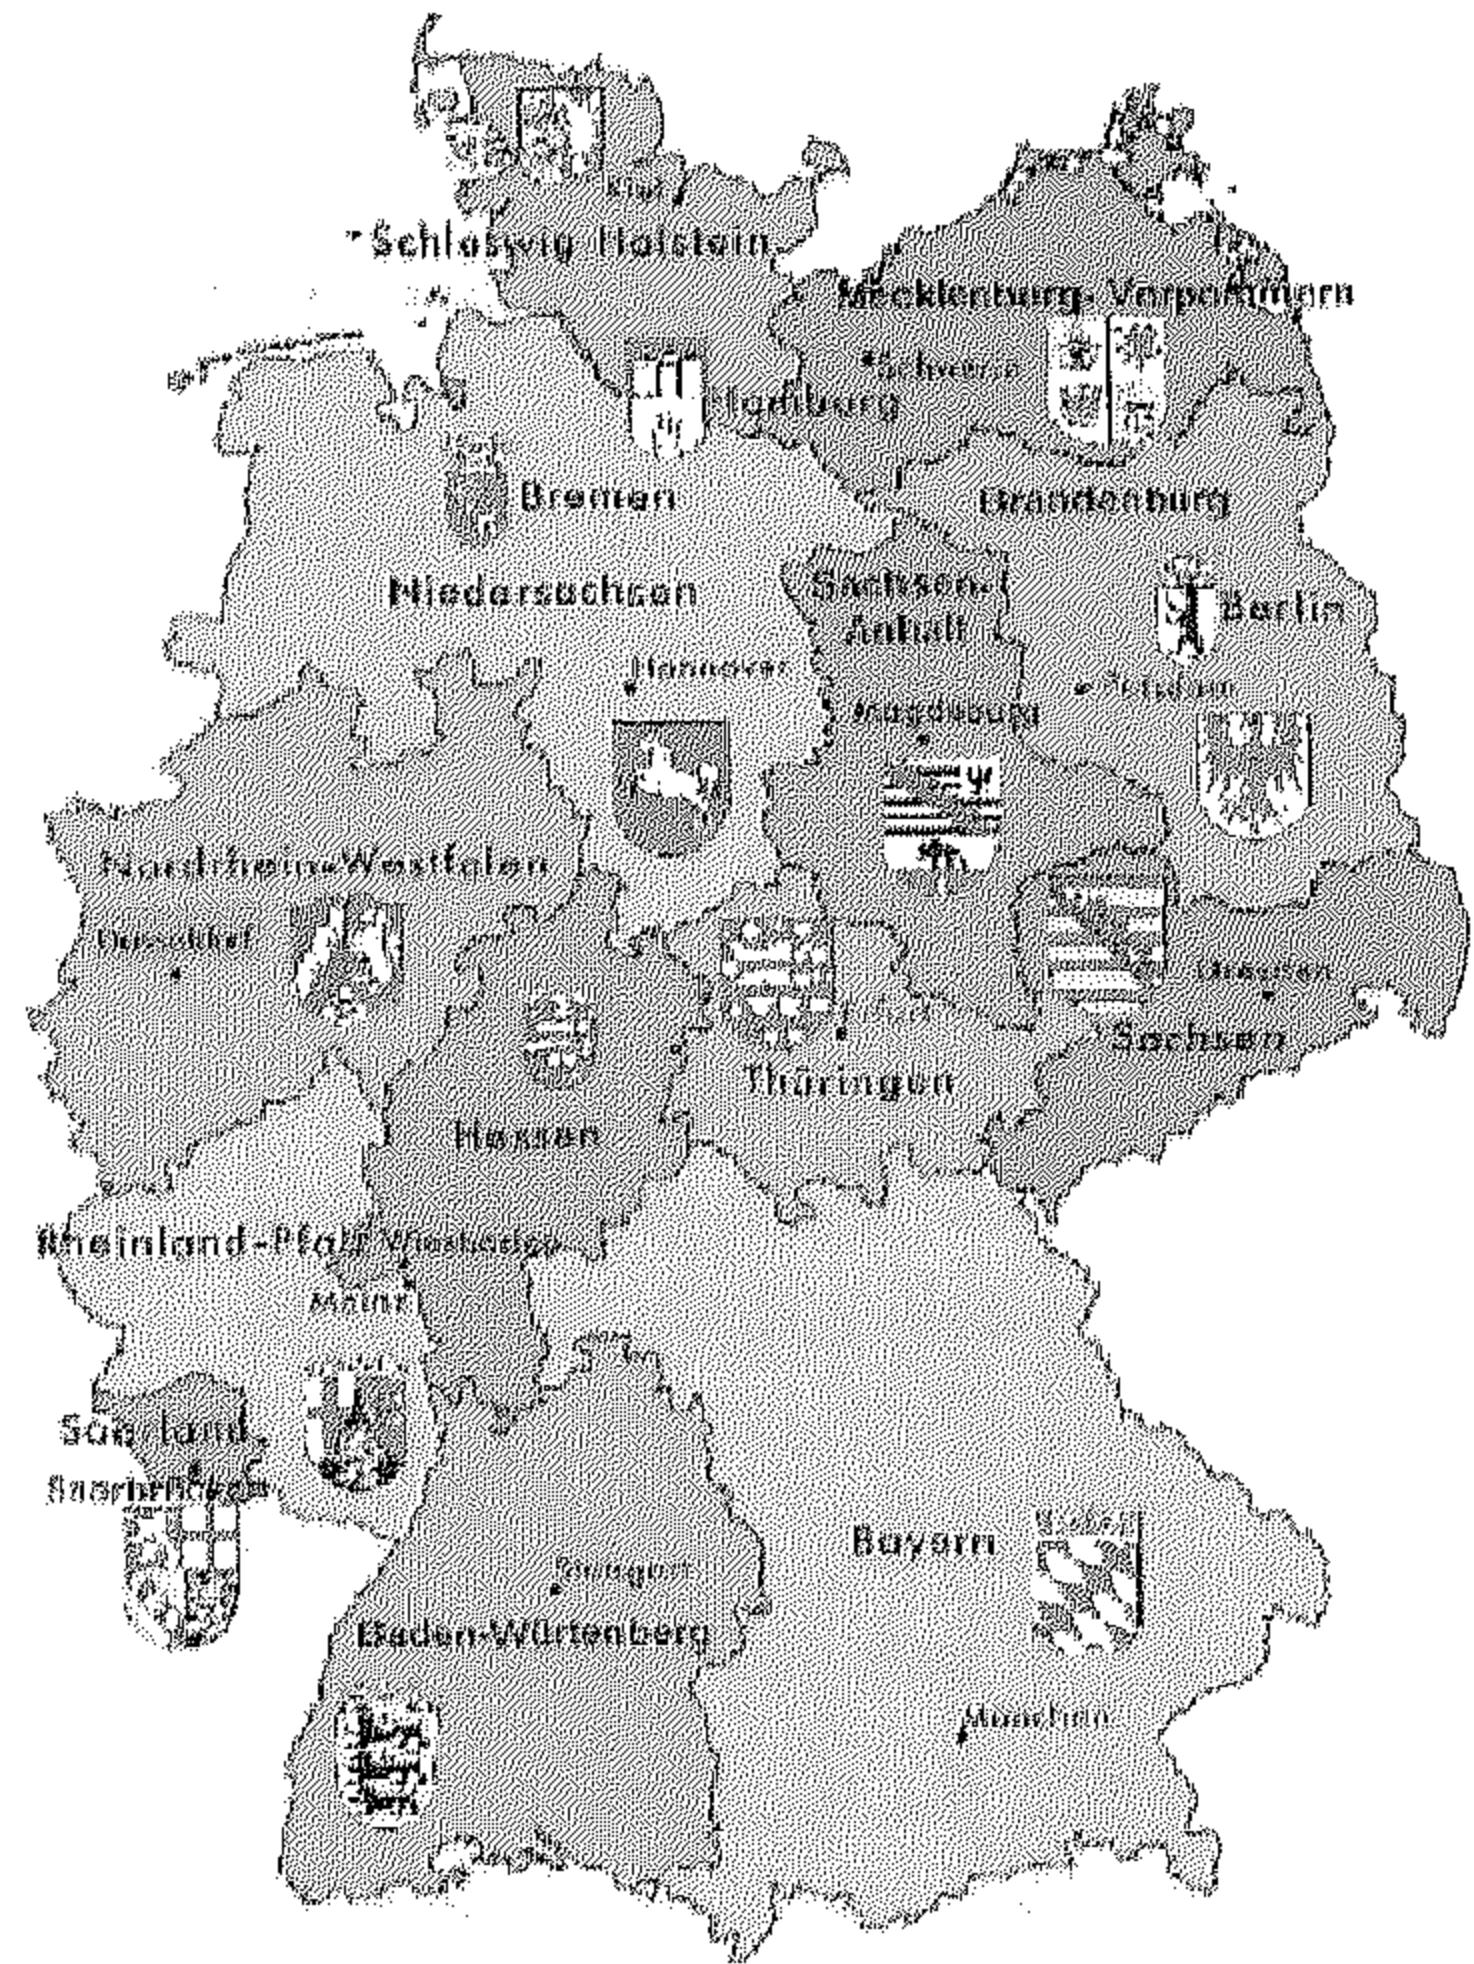 Kiel
Schleswig Holstein
Mecklenburg-Vorpommern
Schwerin
Hamburg
Bremen
Brandenburg
Niedersachsen
Sachsen-
Anhalt
Berlin
Hannover
Potsdam
Magdeburg
Nordrhein-Westfalen
Düsseldorf
Dresden
Erfurt
Sachsen
Thüringen
Hessen
Rheinland-Pfalz
Wiesbaden
Mainz
Saarland
Saarbrücken
Bayern
Stuttgart
Baden-Würtenberg
München